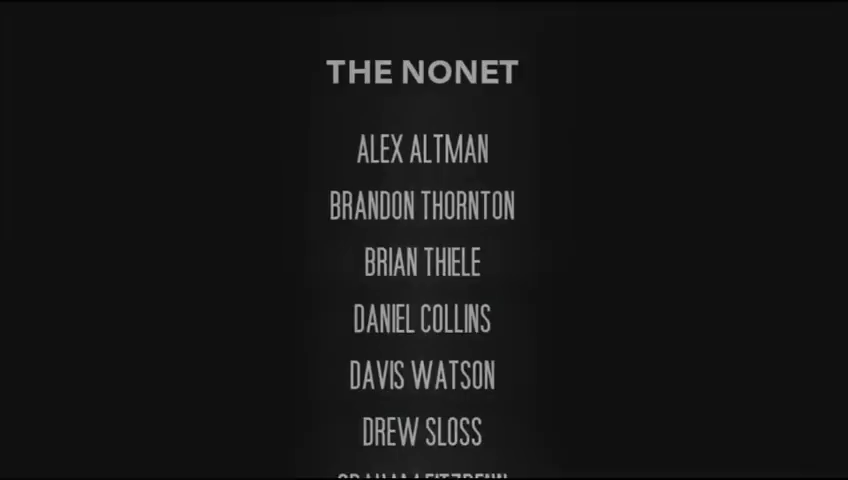 THE NONET
ALEX ALTMAN
BRANDON THORNTON
BRIAN THIELE
DANIEL COLLINS
DAVIS WATSON
DREW SLOSS